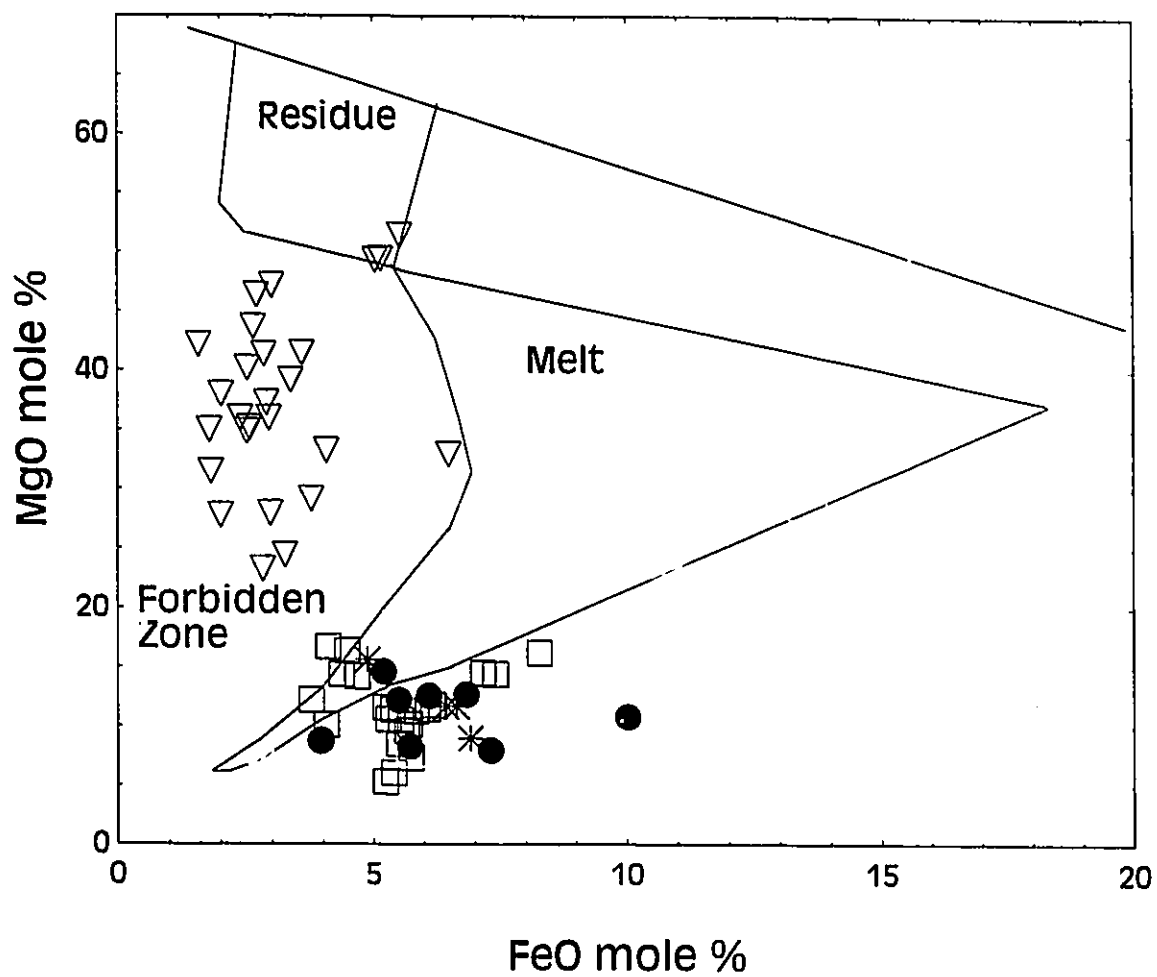 60
40
20
0
MgO mole %
Residue
Melt
Forbidden
Zone
0 5 10 15 20
FeO mole %